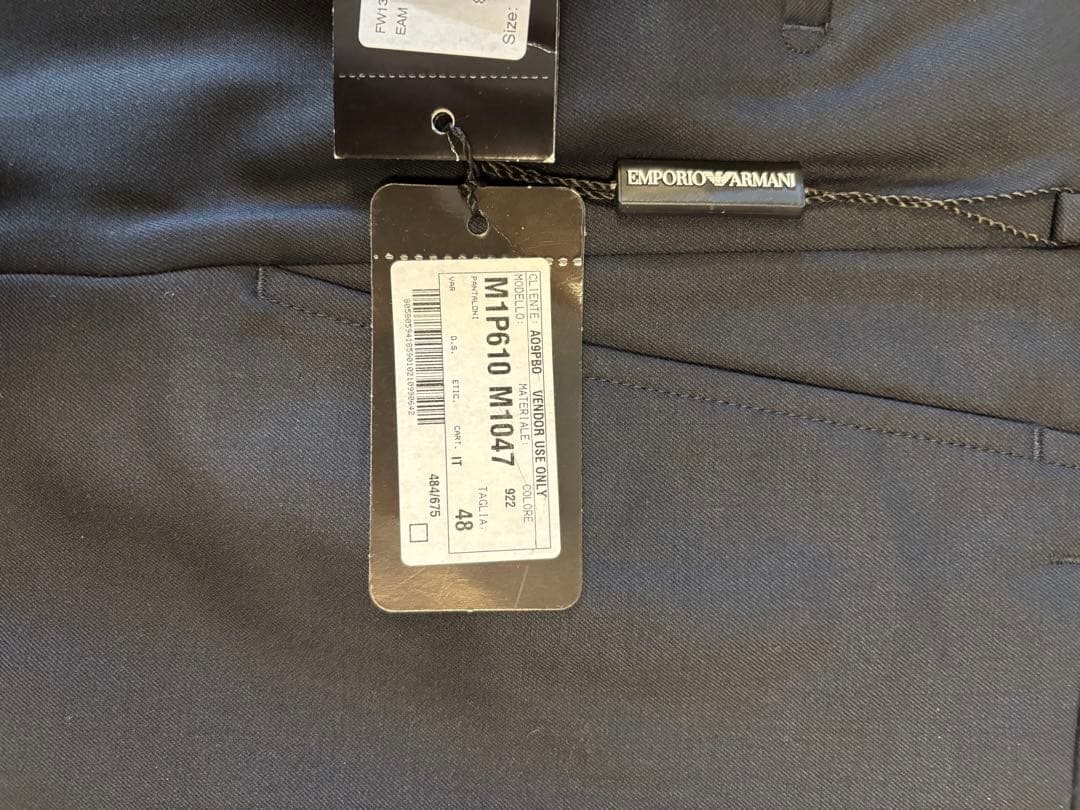 FW13
EAM
Size:
EMPORIO ARMANI
CLIENTE: A09PBO VENDOR USE ONLY
MODELLO: MATERIALE: COLORE
M1P610 M1047 922
PANTALONI TAGLIA:
48
VAR D.S. ETIC. CART. IT
484/675